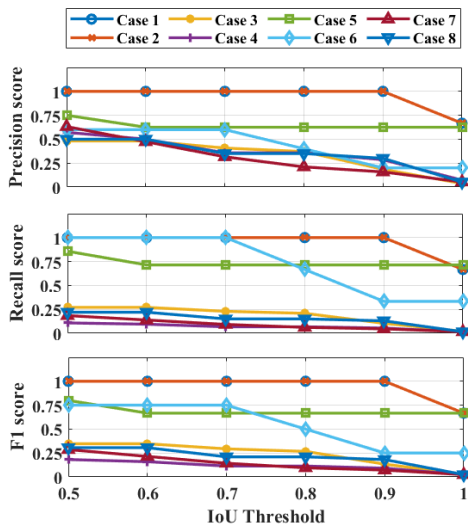 Case 1 Case 3 Case 5 Case 7
Case 2 Case 4 Case 6 Case 8
Precision score
1
0.75
0.5
0.25
0
Recall score
1
0.75
0.5
0.25
0
F1 score
1
0.75
0.5
0.25
0
0.5 0.6 0.7 0.8 0.9 1
IoU Threshold